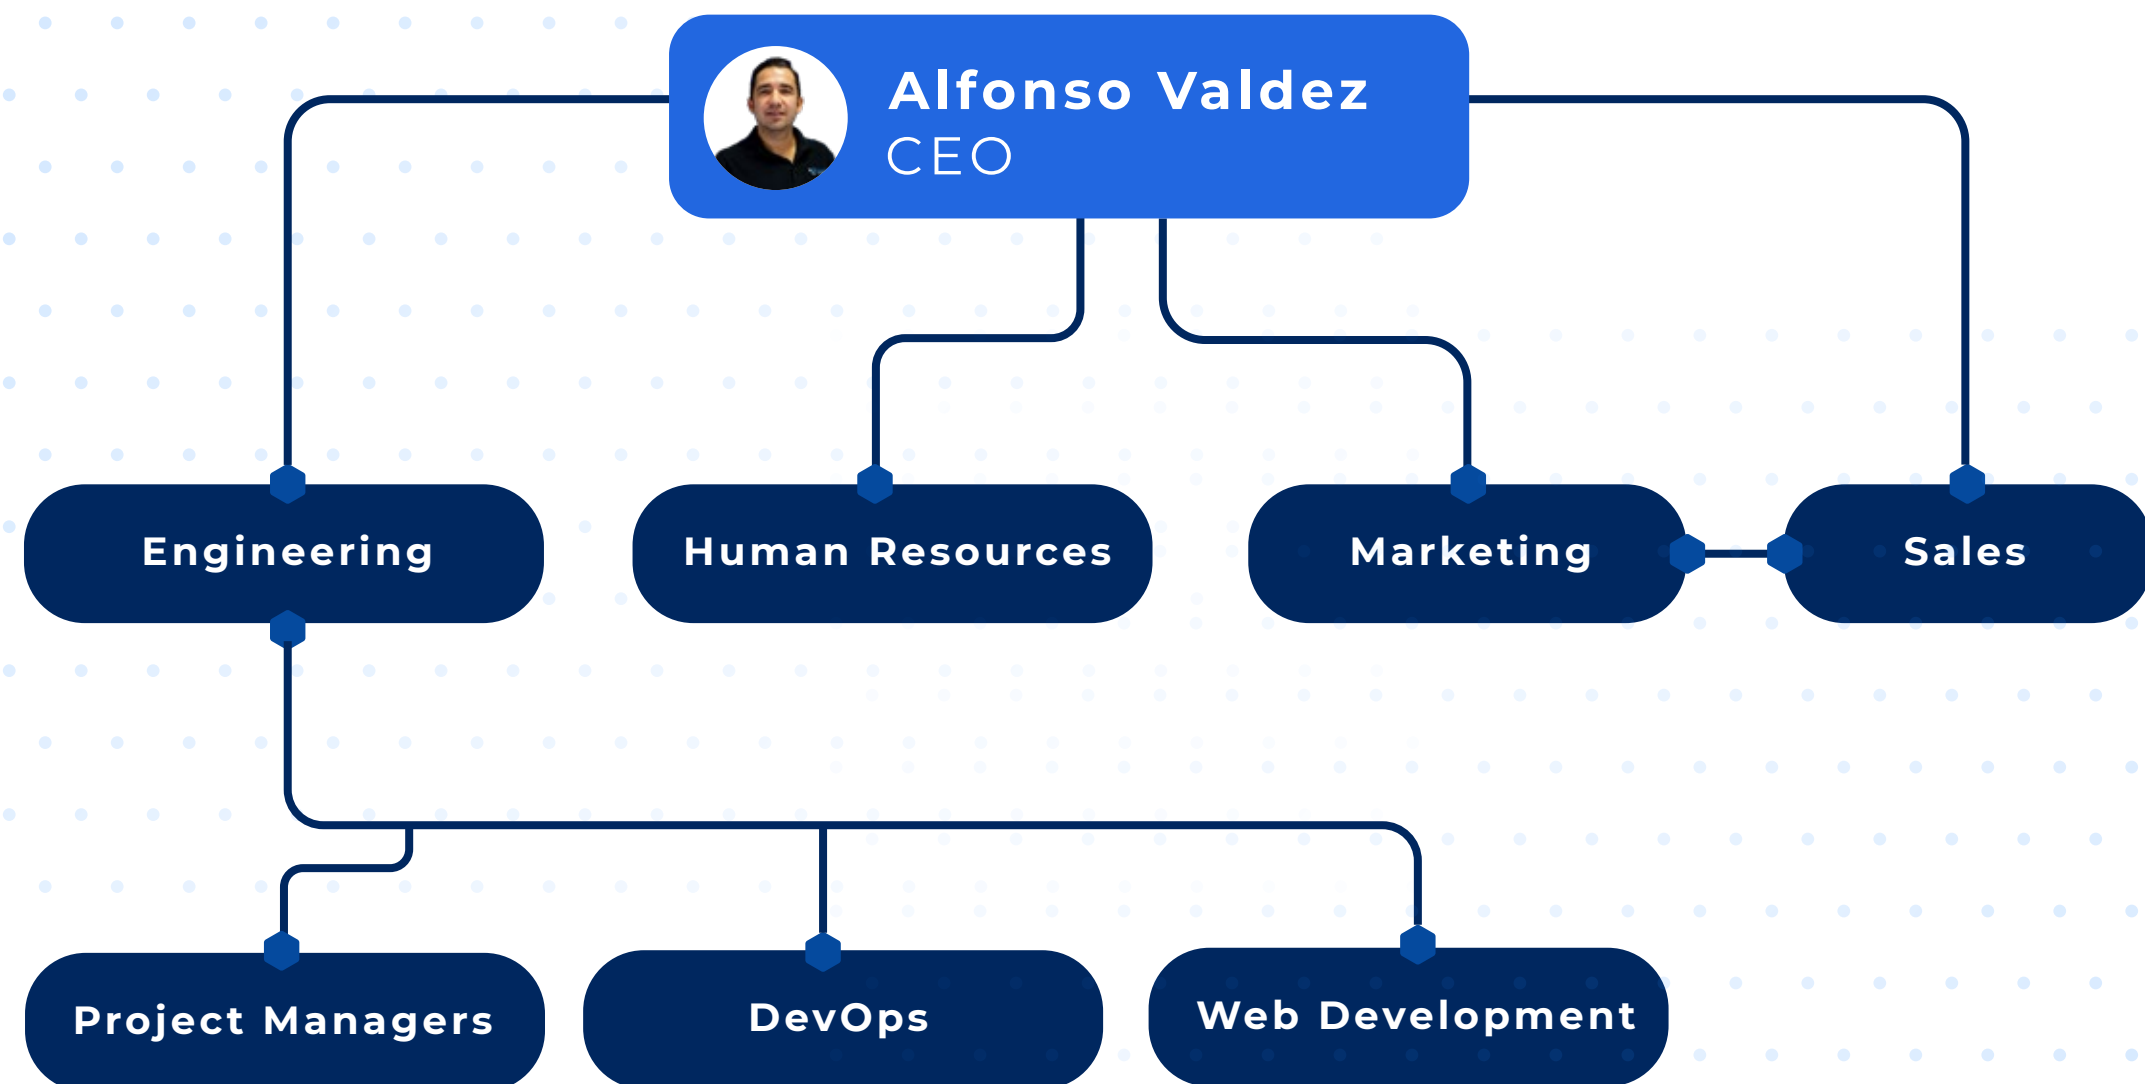 Alfonso Valdez
CEO
Engineering
Human Resources
Marketing
Sales
Project Managers
DevOps
Web Development